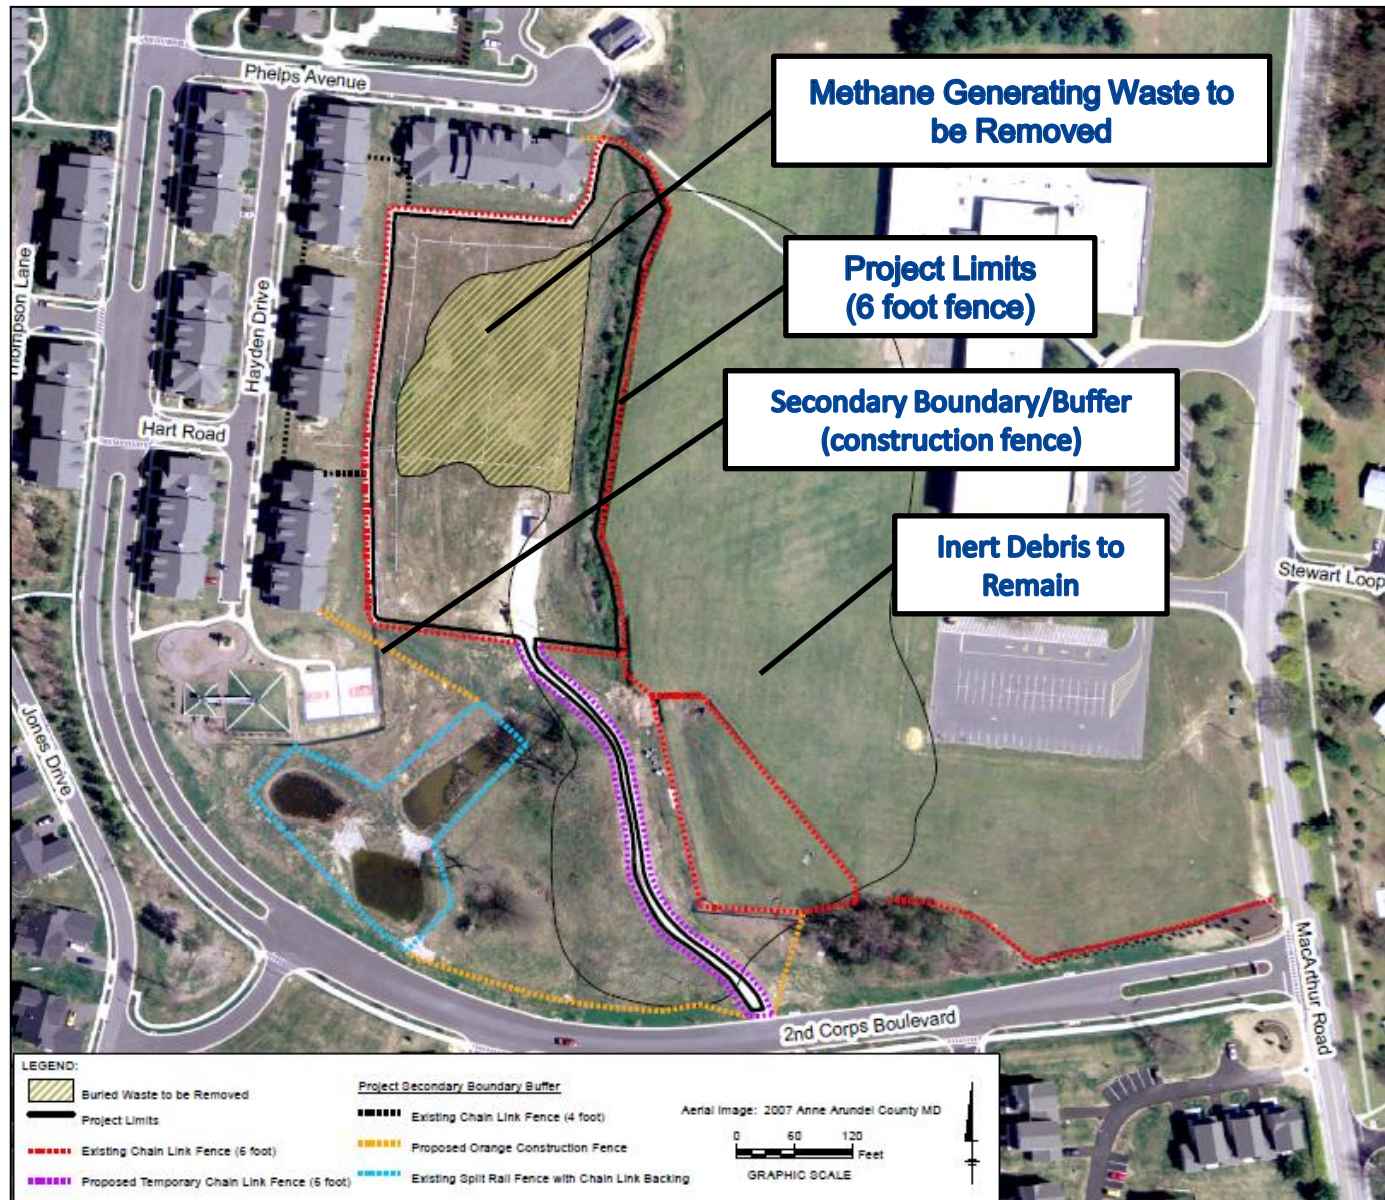 Phelps Avenue
Methane Generating Waste to
be Removed
Project Limits
(6 foot fence)
Thompson Lane
Hayden Drive
Secondary Boundary/Buffer
(construction fence)
Hart Road
Inert Debris to
Remain
Stewart Loop
Jones Drive
MacArthur Road
2nd Corps Boulevard
LEGEND:
Buried Waste to be Removed
Project Limits
Existing Chain Link Fence (6 foot)
Proposed Temporary Chain Link Fence (6 foot)
Project Secondary Boundary Buffer
Existing Chain Link Fence (4 foot)
Proposed Orange Construction Fence
Existing Split Rail Fence with Chain Link Backing
Aerial Image: 2007 Anne Arundel County MD
0 60 120
Feet
GRAPHIC SCALE